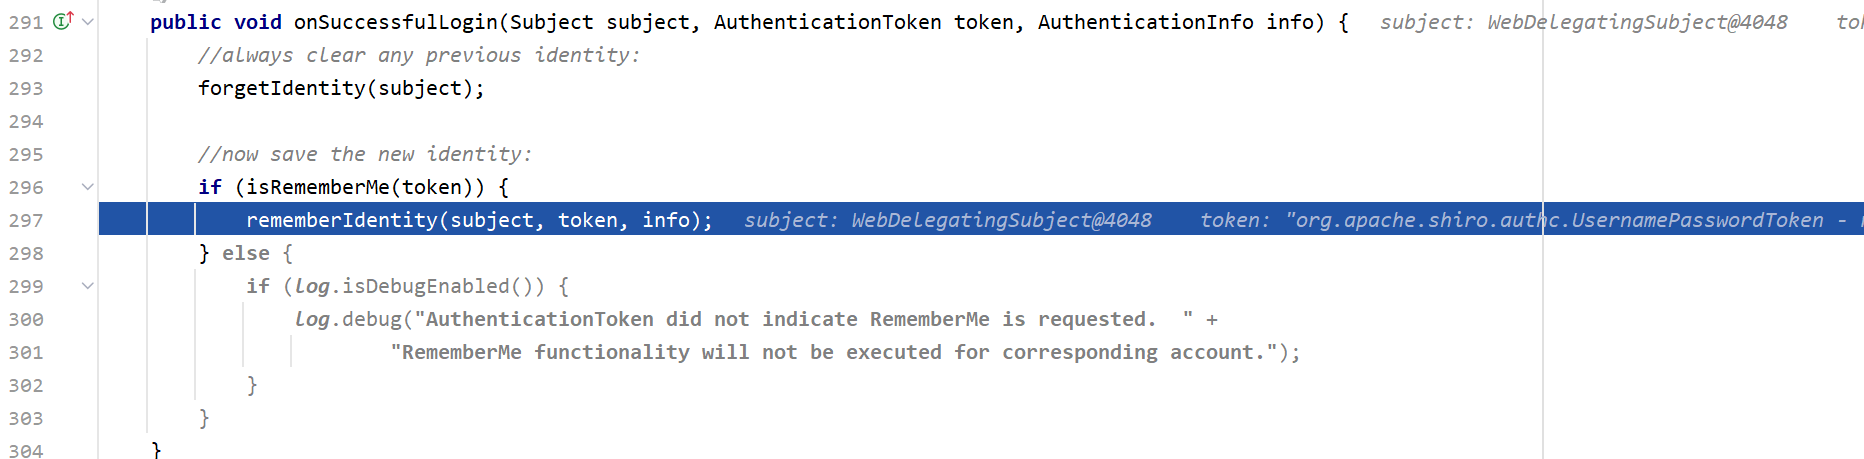 291 public void onSuccessfulLogin(Subject subject, AuthenticationToken token, AuthenticationInfo info) { subject: WebDelegatingSubject@4048
292 //always clear any previous identity:
293 forgetIdentity(subject);
294
295 //now save the new identity:
296 if (isRememberMe(token)) {
297 rememberIdentity(subject, token, info); subject: WebDelegatingSubject@4048 token: "org.apache.shiro.authc.UsernamePasswordToken -
298 } else {
299 if (log.isDebugEnabled()) {
300 log.debug("AuthenticationToken did not indicate RememberMe is requested.  " +
301 "RememberMe functionality will not be executed for corresponding account.");
302 }
303 }
304 }